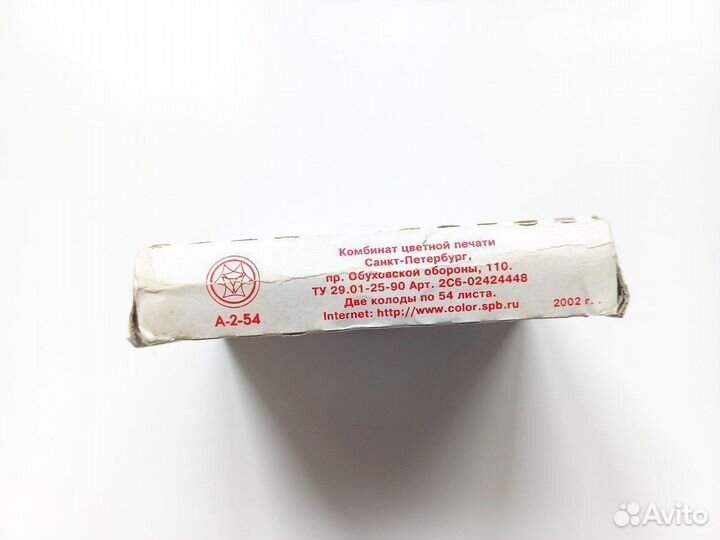 Комбинат цветной печати
Санкт-Петербург,
пр. Обуховской обороны, 110.
ТУ 29.01-25-90 Арт. 2С6-02424448
Две колоды по 54 листа.
Internet: http://www.color.spb.ru
2002 г.
А-2-54
Avito